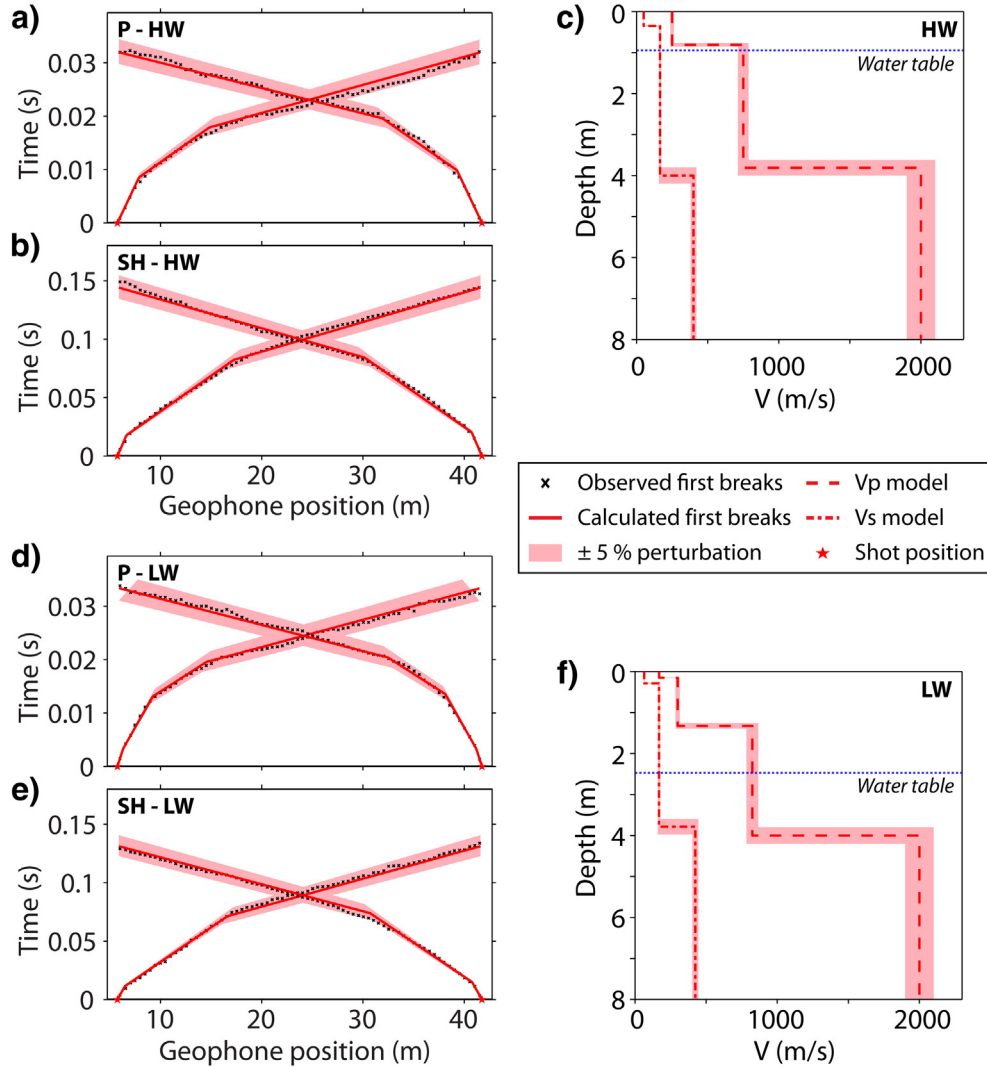 a)
P - HW
0.03
0.02
0.01
0
Time (s)
b)
SH - HW
0.15
0.1
0.05
0
Time (s)
10 20 30 40
Geophone position (m)
c)
HW
Water table
0
2
4
6
8
Depth (m)
0 1000 2000
V (m/s)
× Observed first breaks
Calculated first breaks
± 5 % perturbation
Vp model
Vs model
★ Shot position
d)
P - LW
0.03
0.02
0.01
0
Time (s)
e)
SH - LW
0.15
0.1
0.05
0
Time (s)
10 20 30 40
Geophone position (m)
f)
LW
Water table
0
2
4
6
8
Depth (m)
0 1000 2000
V (m/s)